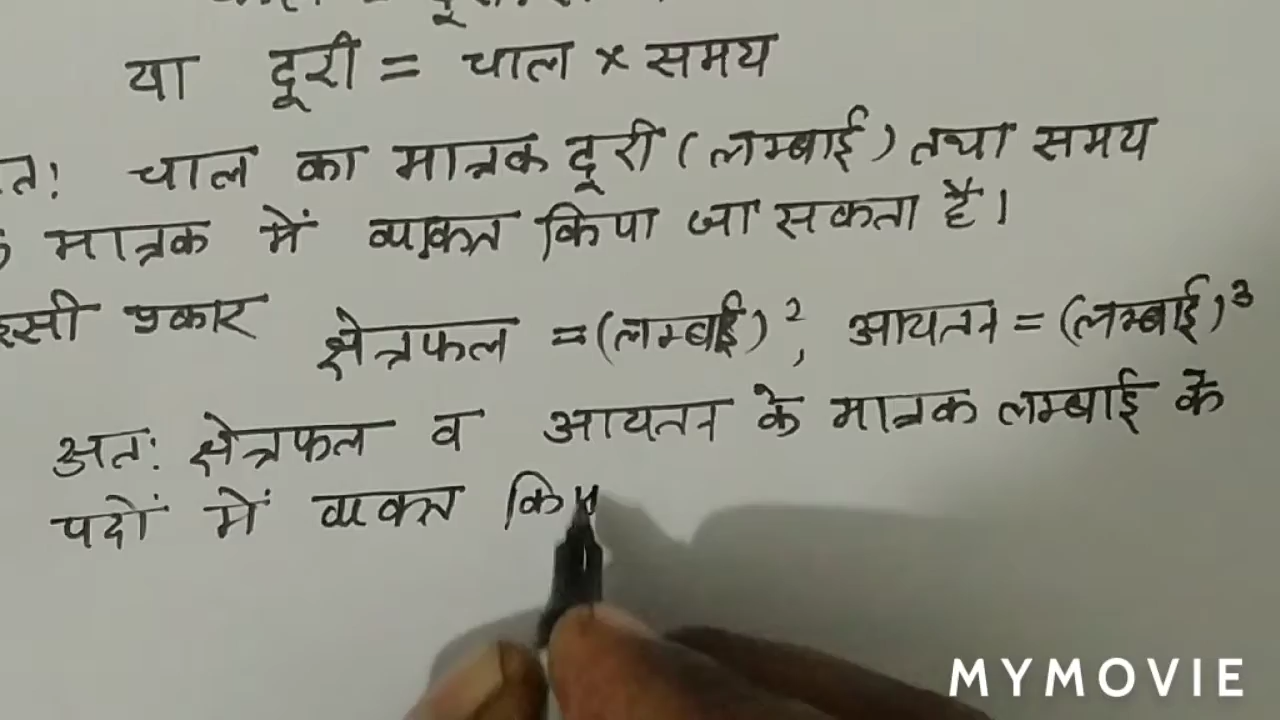 या दूरी = चाल × समय
चाल का मात्रक दूरी (लम्बाई) तथा समय
मात्रक में व्यक्त किया जा सकता है।
इसी प्रकार क्षेत्रफल = (लम्बाई)², आयतन = (लम्बाई)³
अतः क्षेत्रफल व आयतन के मात्रक लम्बाई के
पदों में व्यक्त
MYMOVIE